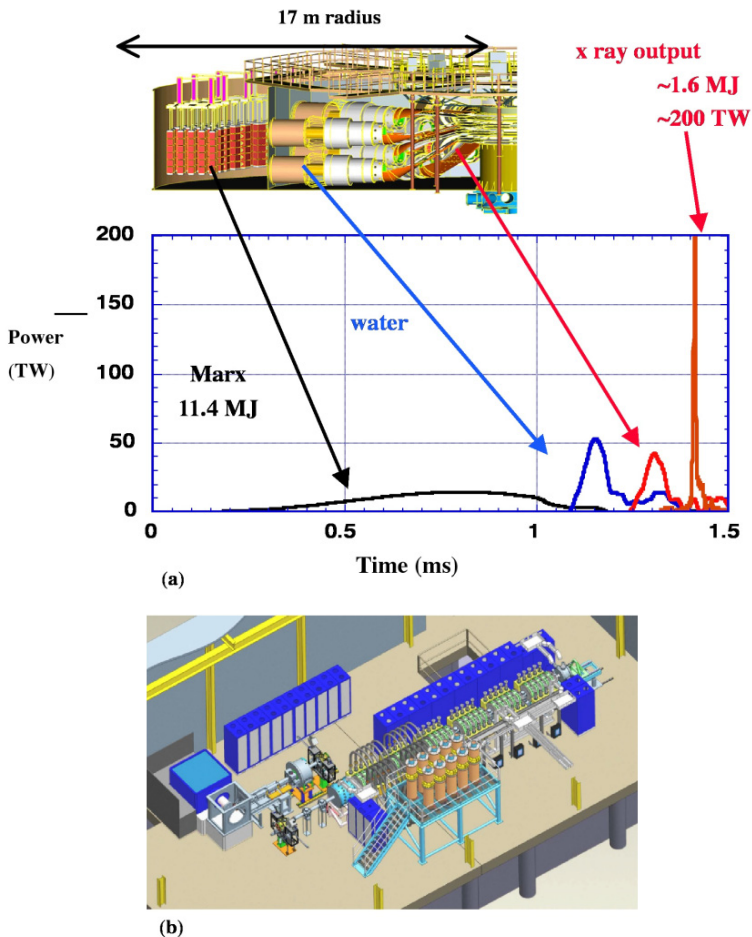 17 m radius
x ray output
~1.6 MJ
~200 TW
200
150
100
50
0
Power
(TW)
water
Marx
11.4 MJ
0
0.5
1
1.5
Time (ms)
(a)
(b)